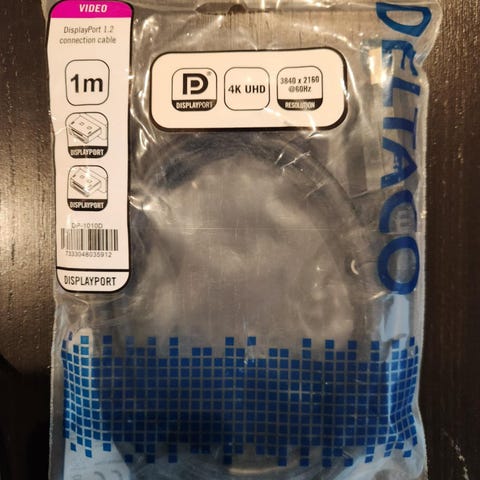 VIDEO
DisplayPort 1.2
connection cable
1m
DISPLAYPORT
DISPLAYPORT
DP-1010D
7333048035912
DISPLAYPORT
DISPLAYPORT
4K UHD
3840 x 2160
@60Hz
RESOLUTION
DELTACO